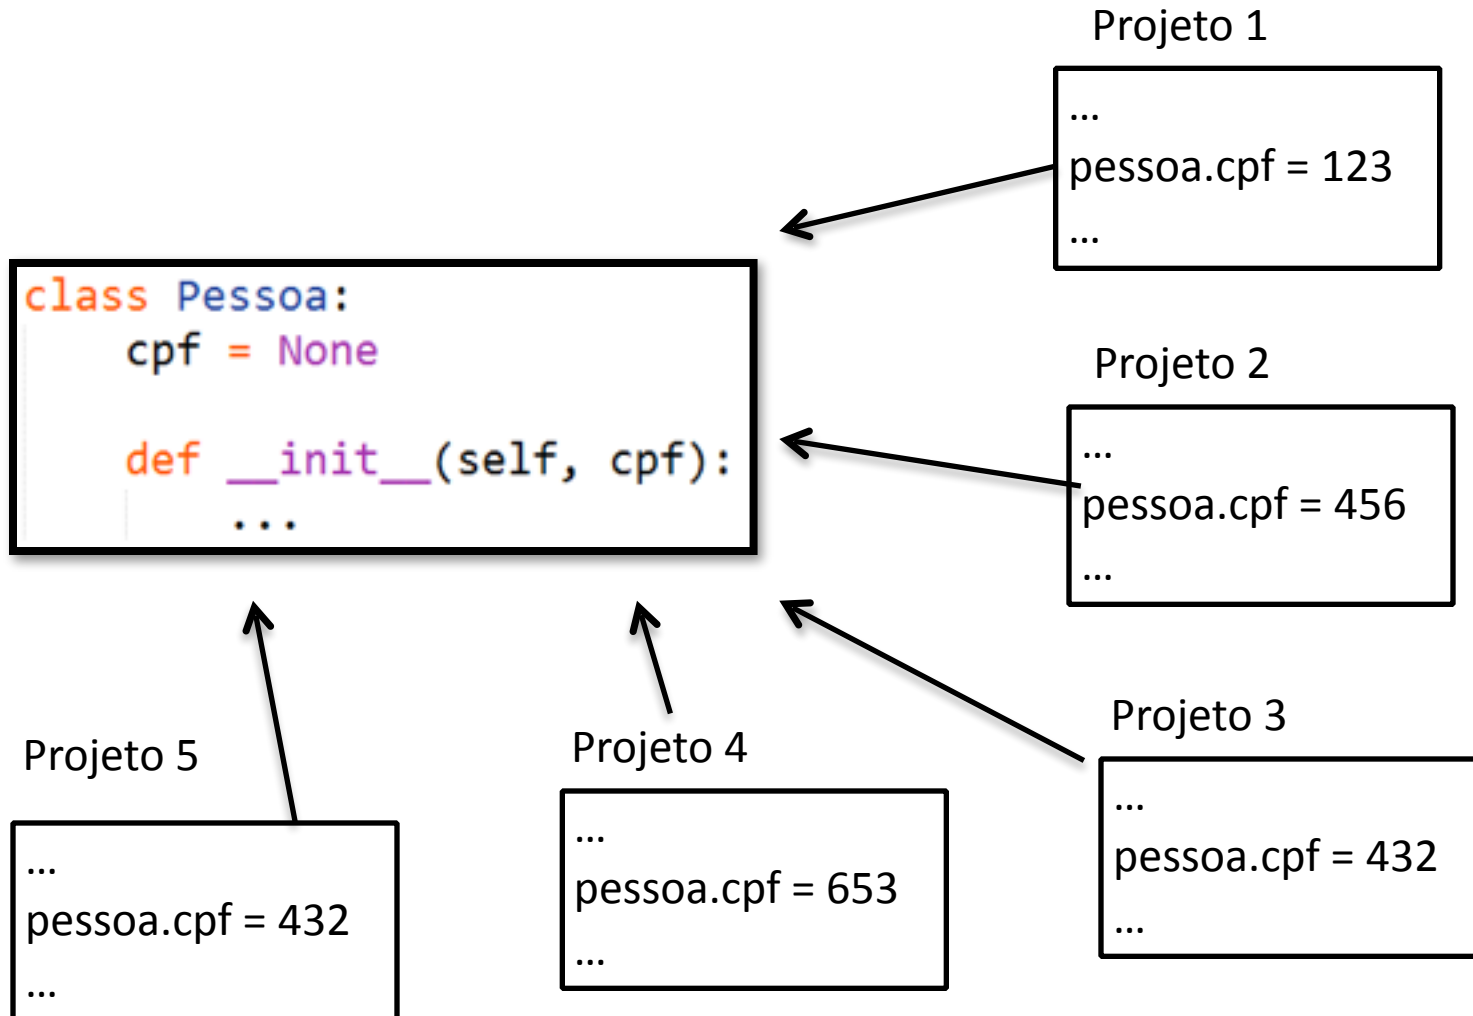 Projeto 1
...
pessoa.cpf = 123
...
class Pessoa:
cpf = None
def __init__(self, cpf):
...
Projeto 2
...
pessoa.cpf = 456
...
Projeto 3
...
pessoa.cpf = 432
...
Projeto 4
...
pessoa.cpf = 653
...
Projeto 5
...
pessoa.cpf = 432
...